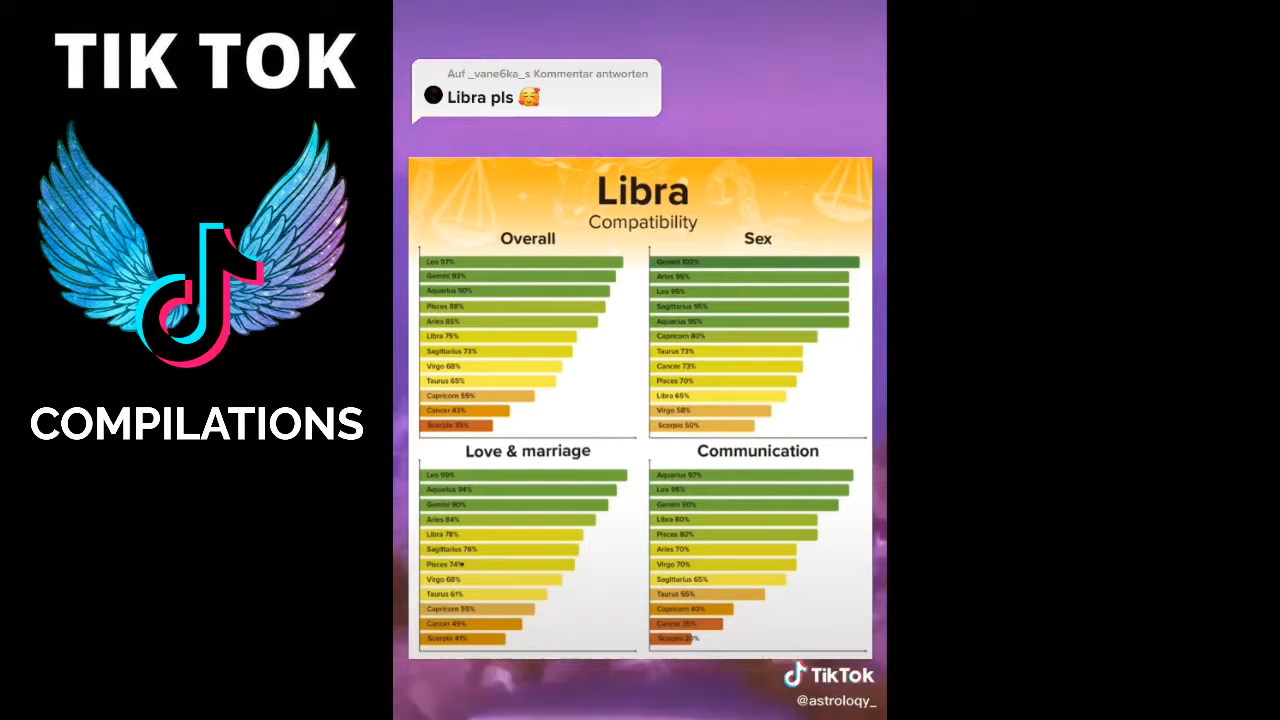 TIK TOK
COMPILATIONS
Auf _vane6ka_s Kommentar antworten
Libra pls 🥰
Libra
Compatibility
Overall
Leo 97%
Gemini 93%
Aquarius 90%
Pisces 88%
Aries 85%
Libra 75%
Sagittarius 73%
Virgo 68%
Taurus 65%
Capricorn 55%
Cancer 43%
Scorpio 35%
Sex
Gemini 100%
Aries 95%
Leo 95%
Sagittarius 95%
Aquarius 95%
Capricorn 80%
Taurus 73%
Cancer 73%
Pisces 70%
Libra 65%
Virgo 58%
Scorpio 50%
Love & marriage
Leo 99%
Aquarius 94%
Gemini 90%
Aries 84%
Libra 78%
Sagittarius 76%
Pisces 74%
Virgo 68%
Taurus 61%
Capricorn 55%
Cancer 49%
Scorpio 41%
Communication
Aquarius 97%
Leo 95%
Gemini 90%
Libra 80%
Pisces 80%
Aries 70%
Virgo 70%
Sagittarius 65%
Taurus 55%
Capricorn 40%
Cancer 35%
Scorpio 20%
TikTok
@astroloqy_